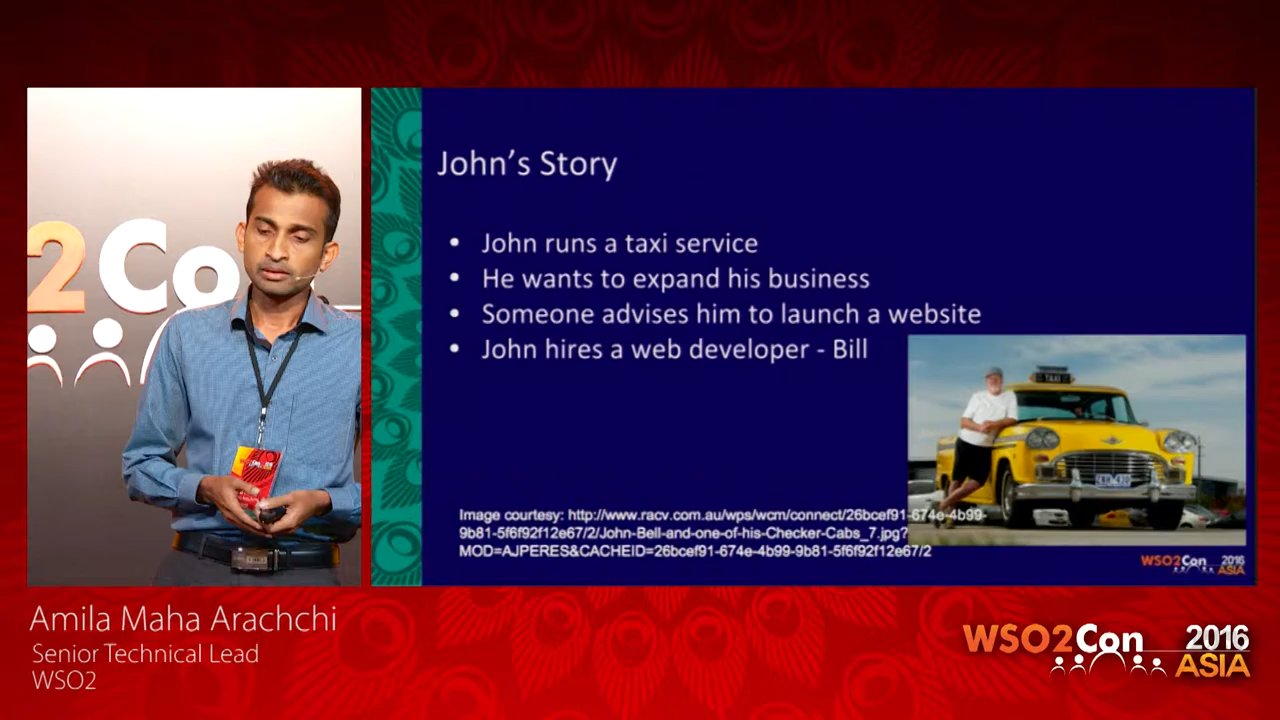 2Con
John's Story
• John runs a taxi service
• He wants to expand his business
• Someone advises him to launch a website
• John hires a web developer - Bill
TAXI
Image courtesy: http://www.racv.com.au/wps/wcm/connect/26bcef91-674e-4b99-
9b81-5f6f92f12e67/2/John-Bell-and-one-of-his-Checker-Cabs_7.jpg?
MOD=AJPERES&CACHEID=26bcef91-674e-4b99-9b81-5f6f92f12e67/2
WSO2Con 2016
ASIA
Amila Maha Arachchi
Senior Technical Lead
WSO2
WSO2Con 2016
ASIA